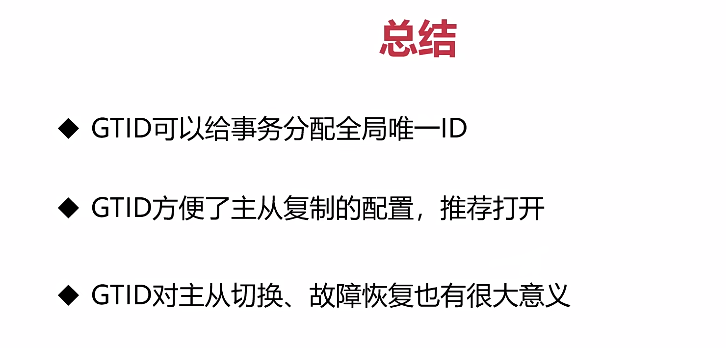 总结
◆ GTID可以给事务分配全局唯一ID
◆ GTID方便了主从复制的配置，推荐打开
◆ GTID对主从切换、故障恢复也有很大意义